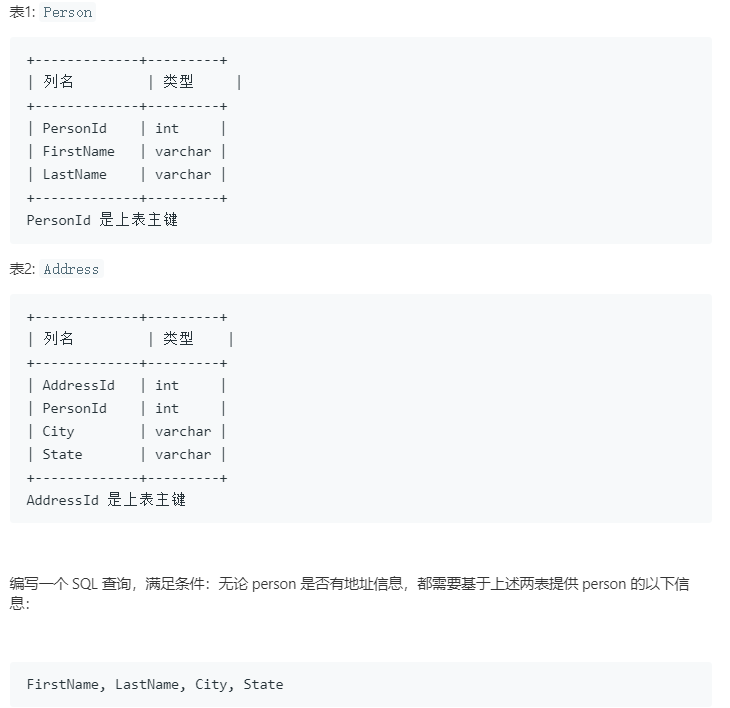 表1: Person
+-------------+---------+
| 列名         | 类型     |
+-------------+---------+
| PersonId    | int     |
| FirstName   | varchar |
| LastName    | varchar |
+-------------+---------+
PersonId 是上表主键
表2: Address
+-------------+---------+
| 列名         | 类型    |
+-------------+---------+
| AddressId   | int     |
| PersonId    | int     |
| City        | varchar |
| State       | varchar |
+-------------+---------+
AddressId 是上表主键
编写一个 SQL 查询，满足条件：无论 person 是否有地址信息，都需要基于上述两表提供 person 的以下信
息：
FirstName, LastName, City, State